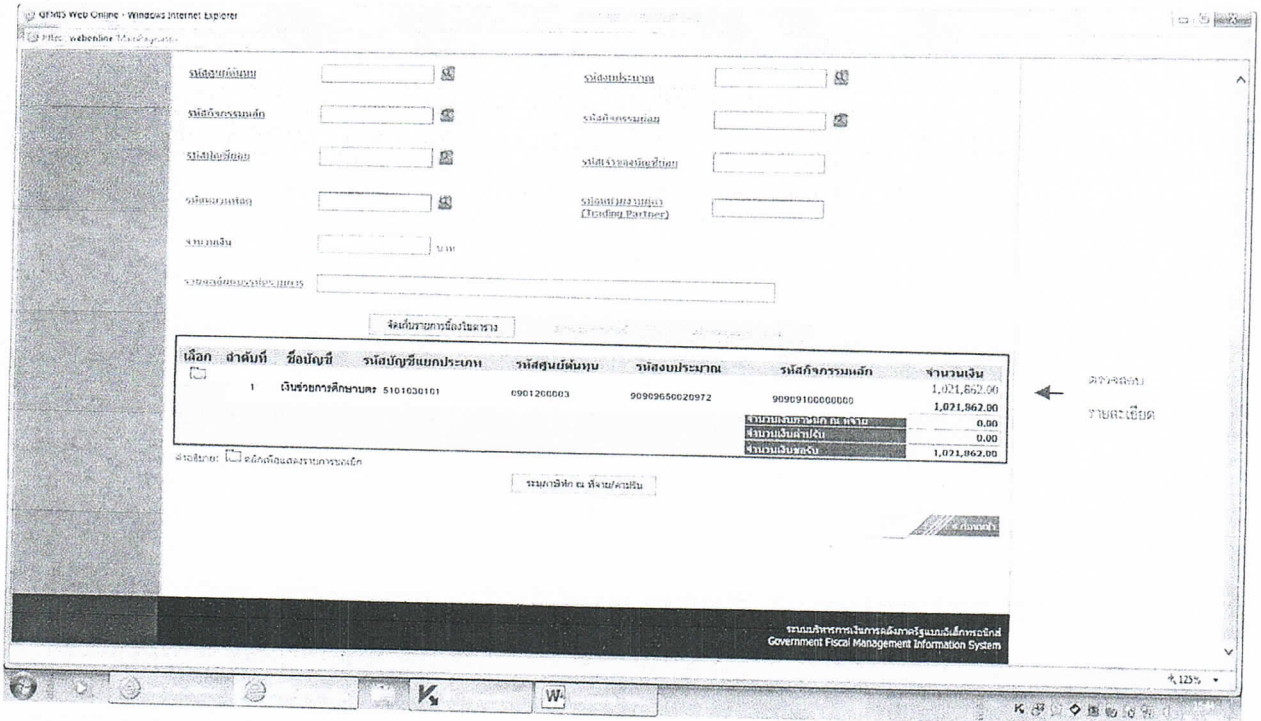 GFMIS Web Online - Windows Internet Explorer
รหัสศูนย์ต้นทุน รหัสงบประมาณ
รหัสกิจกรรมหลัก รหัสกิจกรรมย่อย
รหัสบัญชีย่อย รหัสเจ้าของบัญชีย่อย
รหัสหมวดพัสดุ รหัสหน่วยงานคู่ค้า
(Trading Partner)
จำนวนเงิน บาท
รายละเอียดบรรทัดรายการ
จัดเก็บรายการนี้ลงในตาราง
เลือก ลำดับที่ ชื่อบัญชี รหัสบัญชีแยกประเภท รหัสศูนย์ต้นทุน รหัสงบประมาณ รหัสกิจกรรมหลัก จำนวนเงิน
1 เงินช่วยการศึกษาบุตร 5101030101 0901200003 90909650020972 90909100000000 1,021,862.00
1,021,862.00
จำนวนเงินภาษีหัก ณ ที่จ่าย 0.00
จำนวนเงินค่าปรับ 0.00
จำนวนเงินขอรับ 1,021,862.00
ตรวจสอบ
รายละเอียด
คำอธิบาย: คลิกเพื่อแสดงรายการขอเบิก
ระบุภาษีหัก ณ ที่จ่าย/ค่าปรับ
ก่อนหน้า
ระบบบริหารการเงินการคลังภาครัฐแบบอิเล็กทรอนิกส์
Government Fiscal Management Information System
125%